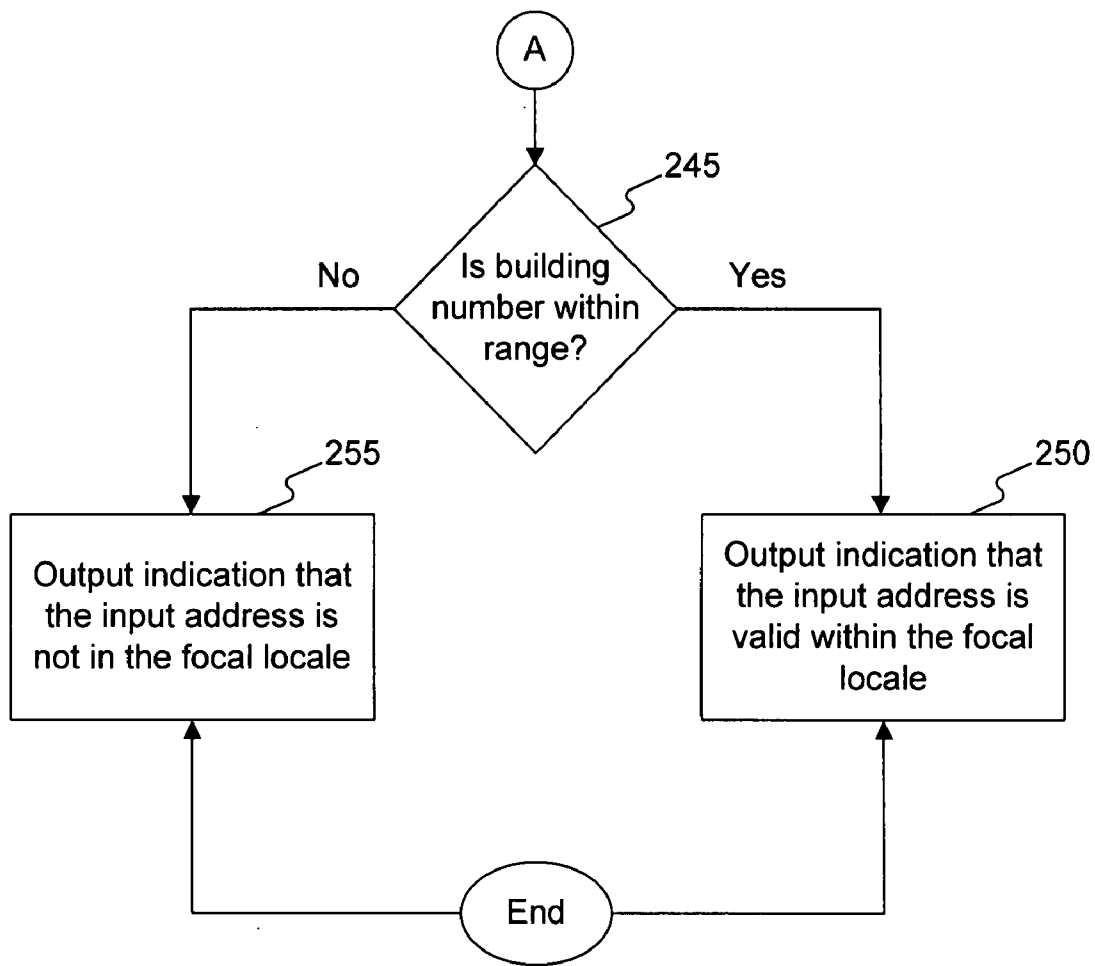 A
245
Is building
number within
range?
No
Yes
255
250
Output indication that
the input address is
not in the focal locale
Output indication that
the input address is
valid within the focal
locale
End